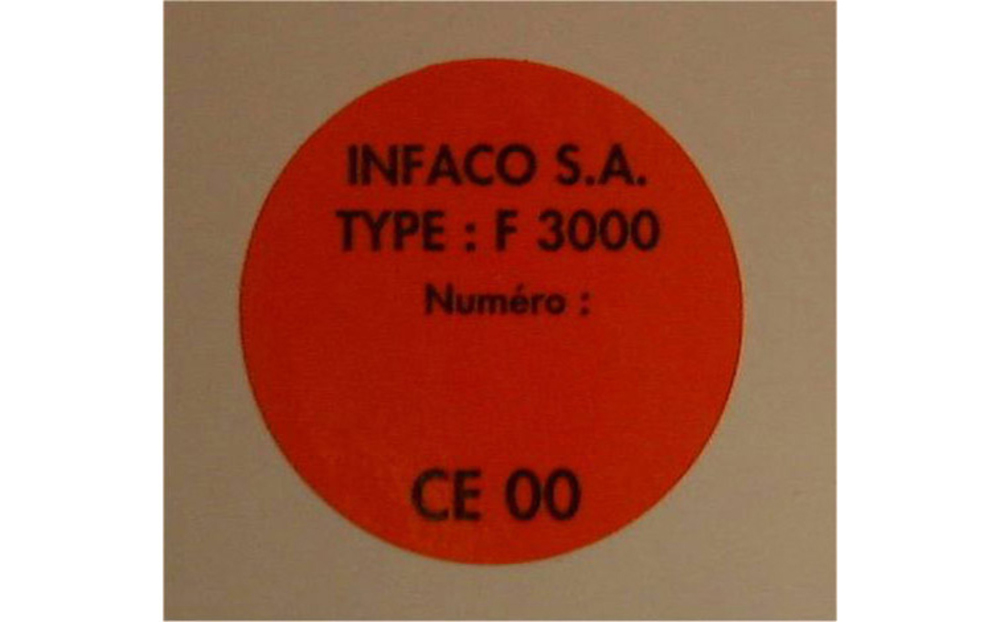 INFACO S.A.
TYPE : F 3000
Numéro :
CE 00